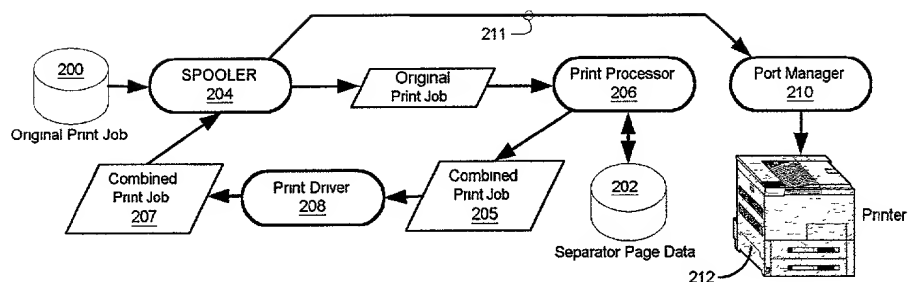 200
Original Print Job
SPOOLER
204
Original
Print Job
Print Processor
206
211
Port Manager
210
Combined
Print Job
207
Print Driver
208
Combined
Print Job
205
202
Separator Page Data
Printer
212